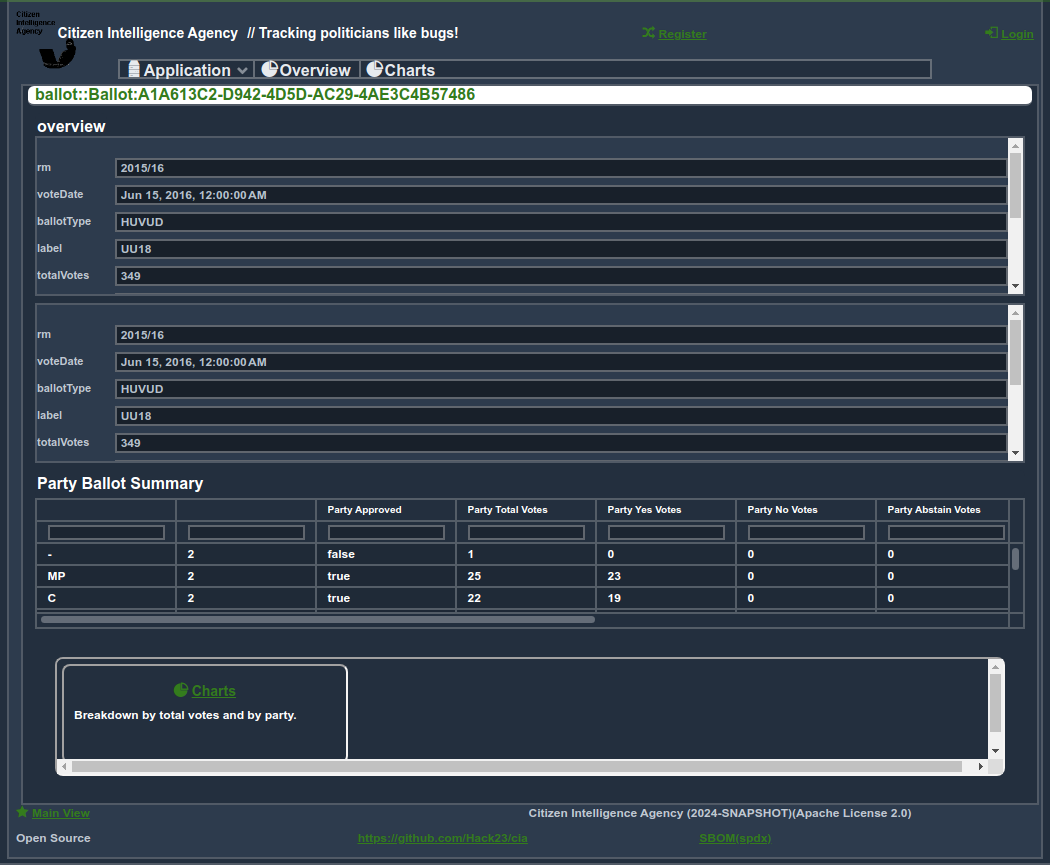 Citizen
Intelligence
Agency
Citizen Intelligence Agency // Tracking politicians like bugs!
Register
Login
Application
Overview
Charts
ballot::Ballot:A1A613C2-D942-4D5D-AC29-4AE3C4B57486
overview
rm 2015/16
voteDate Jun 15, 2016, 12:00:00 AM
ballotType HUVUD
label UU18
totalVotes 349
rm 2015/16
voteDate Jun 15, 2016, 12:00:00 AM
ballotType HUVUD
label UU18
totalVotes 349
Party Ballot Summary
Party Approved Party Total Votes Party Yes Votes Party No Votes Party Abstain Votes
- 2 false 1 0 0 0
MP 2 true 25 23 0 0
C 2 true 22 19 0 0
Charts
Breakdown by total votes and by party.
Main View
Citizen Intelligence Agency (2024-SNAPSHOT)(Apache License 2.0)
Open Source
https://github.com/Hack23/cia
SBOM(spdx)